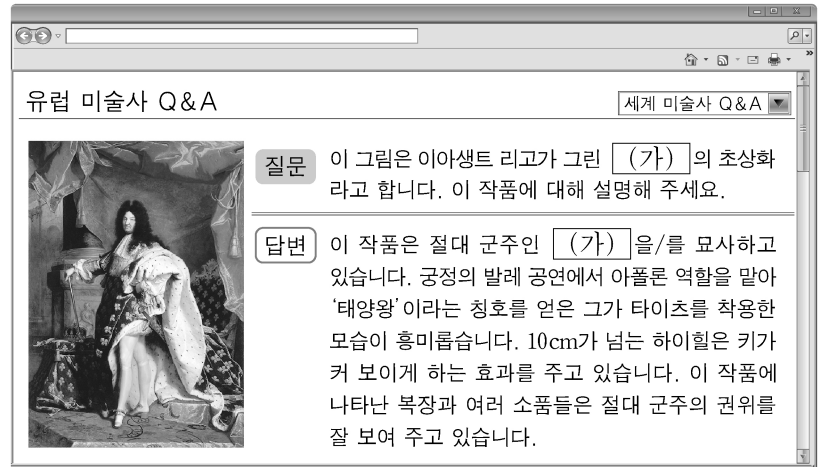 유럽 미술사 Q&A
세계 미술사 Q&A
질문
이 그림은 이아생트 리고가 그린 (가) 의 초상화
라고 합니다. 이 작품에 대해 설명해 주세요.
답변
이 작품은 절대 군주인 (가) 을/를 묘사하고
있습니다. 궁정의 발레 공연에서 아폴론 역할을 맡아
‘태양왕’이라는 칭호를 얻은 그가 타이츠를 착용한
모습이 흥미롭습니다. 10cm가 넘는 하이힐은 키가
커 보이게 하는 효과를 주고 있습니다. 이 작품에
나타난 복장과 여러 소품들은 절대 군주의 권위를
잘 보여 주고 있습니다.